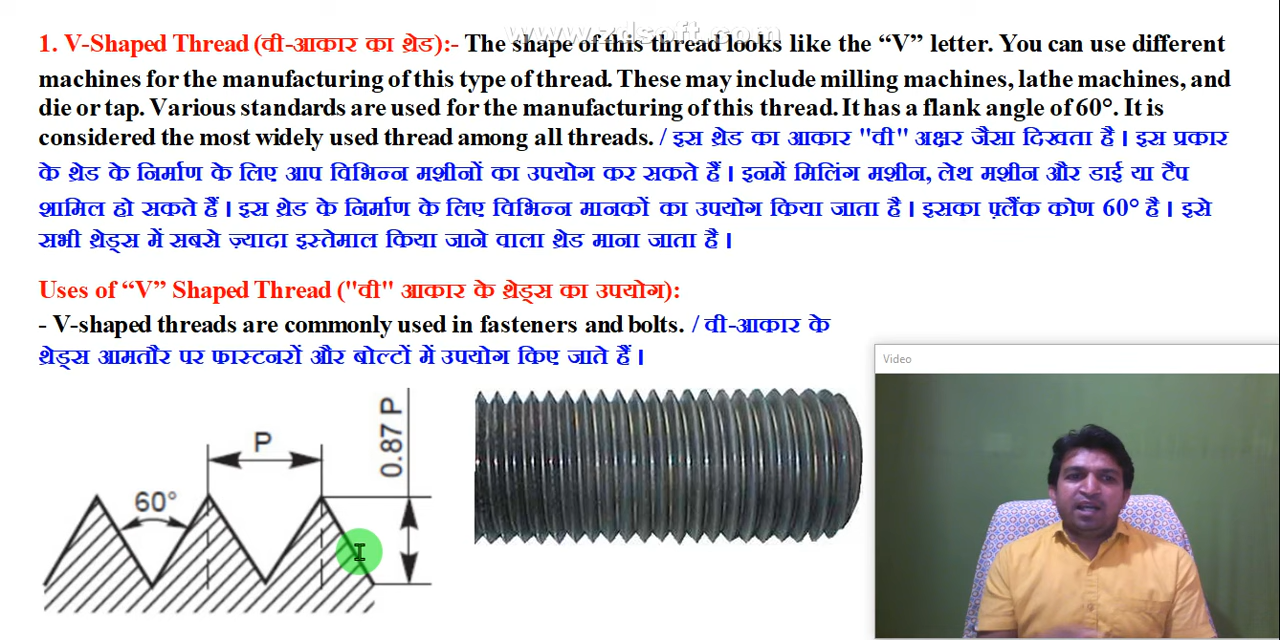 www.zdsoft.com
1. V-Shaped Thread (वी-आकार का थ्रेड):- The shape of this thread looks like the “V” letter. You can use different
machines for the manufacturing of this type of thread. These may include milling machines, lathe machines, and
die or tap. Various standards are used for the manufacturing of this thread. It has a flank angle of 60°. It is
considered the most widely used thread among all threads. / इस थ्रेड का आकार "वी" अक्षर जैसा दिखता है। इस प्रकार
के थ्रेड के निर्माण के लिए आप विभिन्न मशीनों का उपयोग कर सकते हैं। इनमें मिलिंग मशीन, लेथ मशीन और डाई या टैप
शामिल हो सकते हैं। इस थ्रेड के निर्माण के लिए विभिन्न मानकों का उपयोग किया जाता है। इसका फ़्लैंक कोण 60° है। इसे
सभी थ्रेड्स में सबसे ज़्यादा इस्तेमाल किया जाने वाला थ्रेड माना जाता है।
Uses of “V” Shaped Thread ("वी" आकार के थ्रेड्स का उपयोग):
- V-shaped threads are commonly used in fasteners and bolts. / वी-आकार के
थ्रेड्स आमतौर पर फास्टनरों और बोल्टों में उपयोग किए जाते हैं।
Video
P
0.87 P
60°